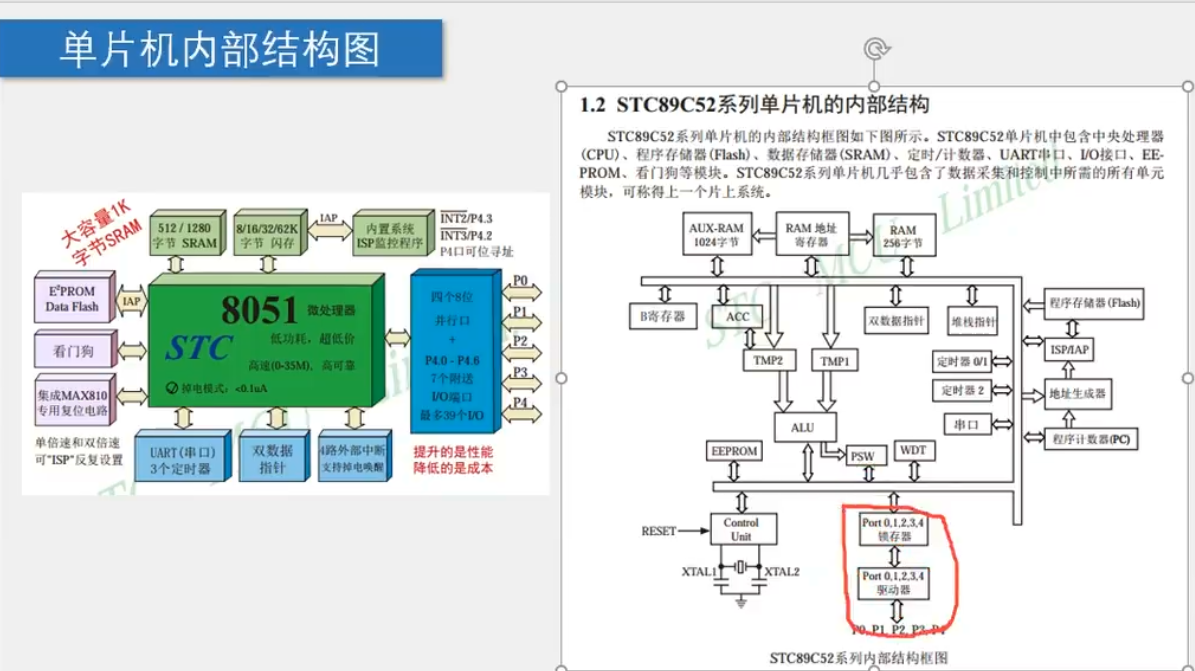 单片机内部结构图
大容量1K
字节SRAM
512 / 1280
字节 SRAM
8/16/32/62K
字节 闪存
IAP
内置系统
ISP监控程序
INT2/P4.3
INT3/P4.2
P4口可位寻址
E²PROM
Data Flash
IAP
看门狗
集成MAX810
专用复位电路
单倍速和双倍速
可“ISP”反复设置
8051 微处理器
STC
低功耗，超低价
高速(0-35M)、高可靠
掉电模式：<0.1uA
四个8位
并行口
+
P4.0 - P4.6
7个附送
I/O端口
最多39个I/O
P0
P1
P2
P3
P4
UART(串口)
3个定时器
双数据
指针
4路外部中断
支持掉电唤醒
提升的是性能
降低的是成本
1.2 STC89C52系列单片机的内部结构
STC89C52系列单片机的内部结构框图如下图所示。STC89C52单片机中包含中央处理器
(CPU)、程序存储器(Flash)、数据存储器(SRAM)、定时/计数器、UART串口、I/O接口、EE-
PROM、看门狗等模块。STC89C52系列单片机几乎包含了数据采集和控制中所需的所有单元
模块，可称得上一个片上系统。
AUX-RAM
1024字节
RAM 地址
寄存器
RAM
256字节
B寄存器
ACC
双数据指针
堆栈指针
程序存储器(Flash)
TMP2
TMP1
定时器 0/1
ISP/IAP
定时器 2
地址生成器
ALU
串口
程序计数器(PC)
EEPROM
PSW
WDT
RESET
Control
Unit
XTAL1
XTAL2
Port 0,1,2,3,4
锁存器
Port 0,1,2,3,4
驱动器
P0, P1, P2, P3, P4
STC89C52系列内部结构框图
STC MCU Limited